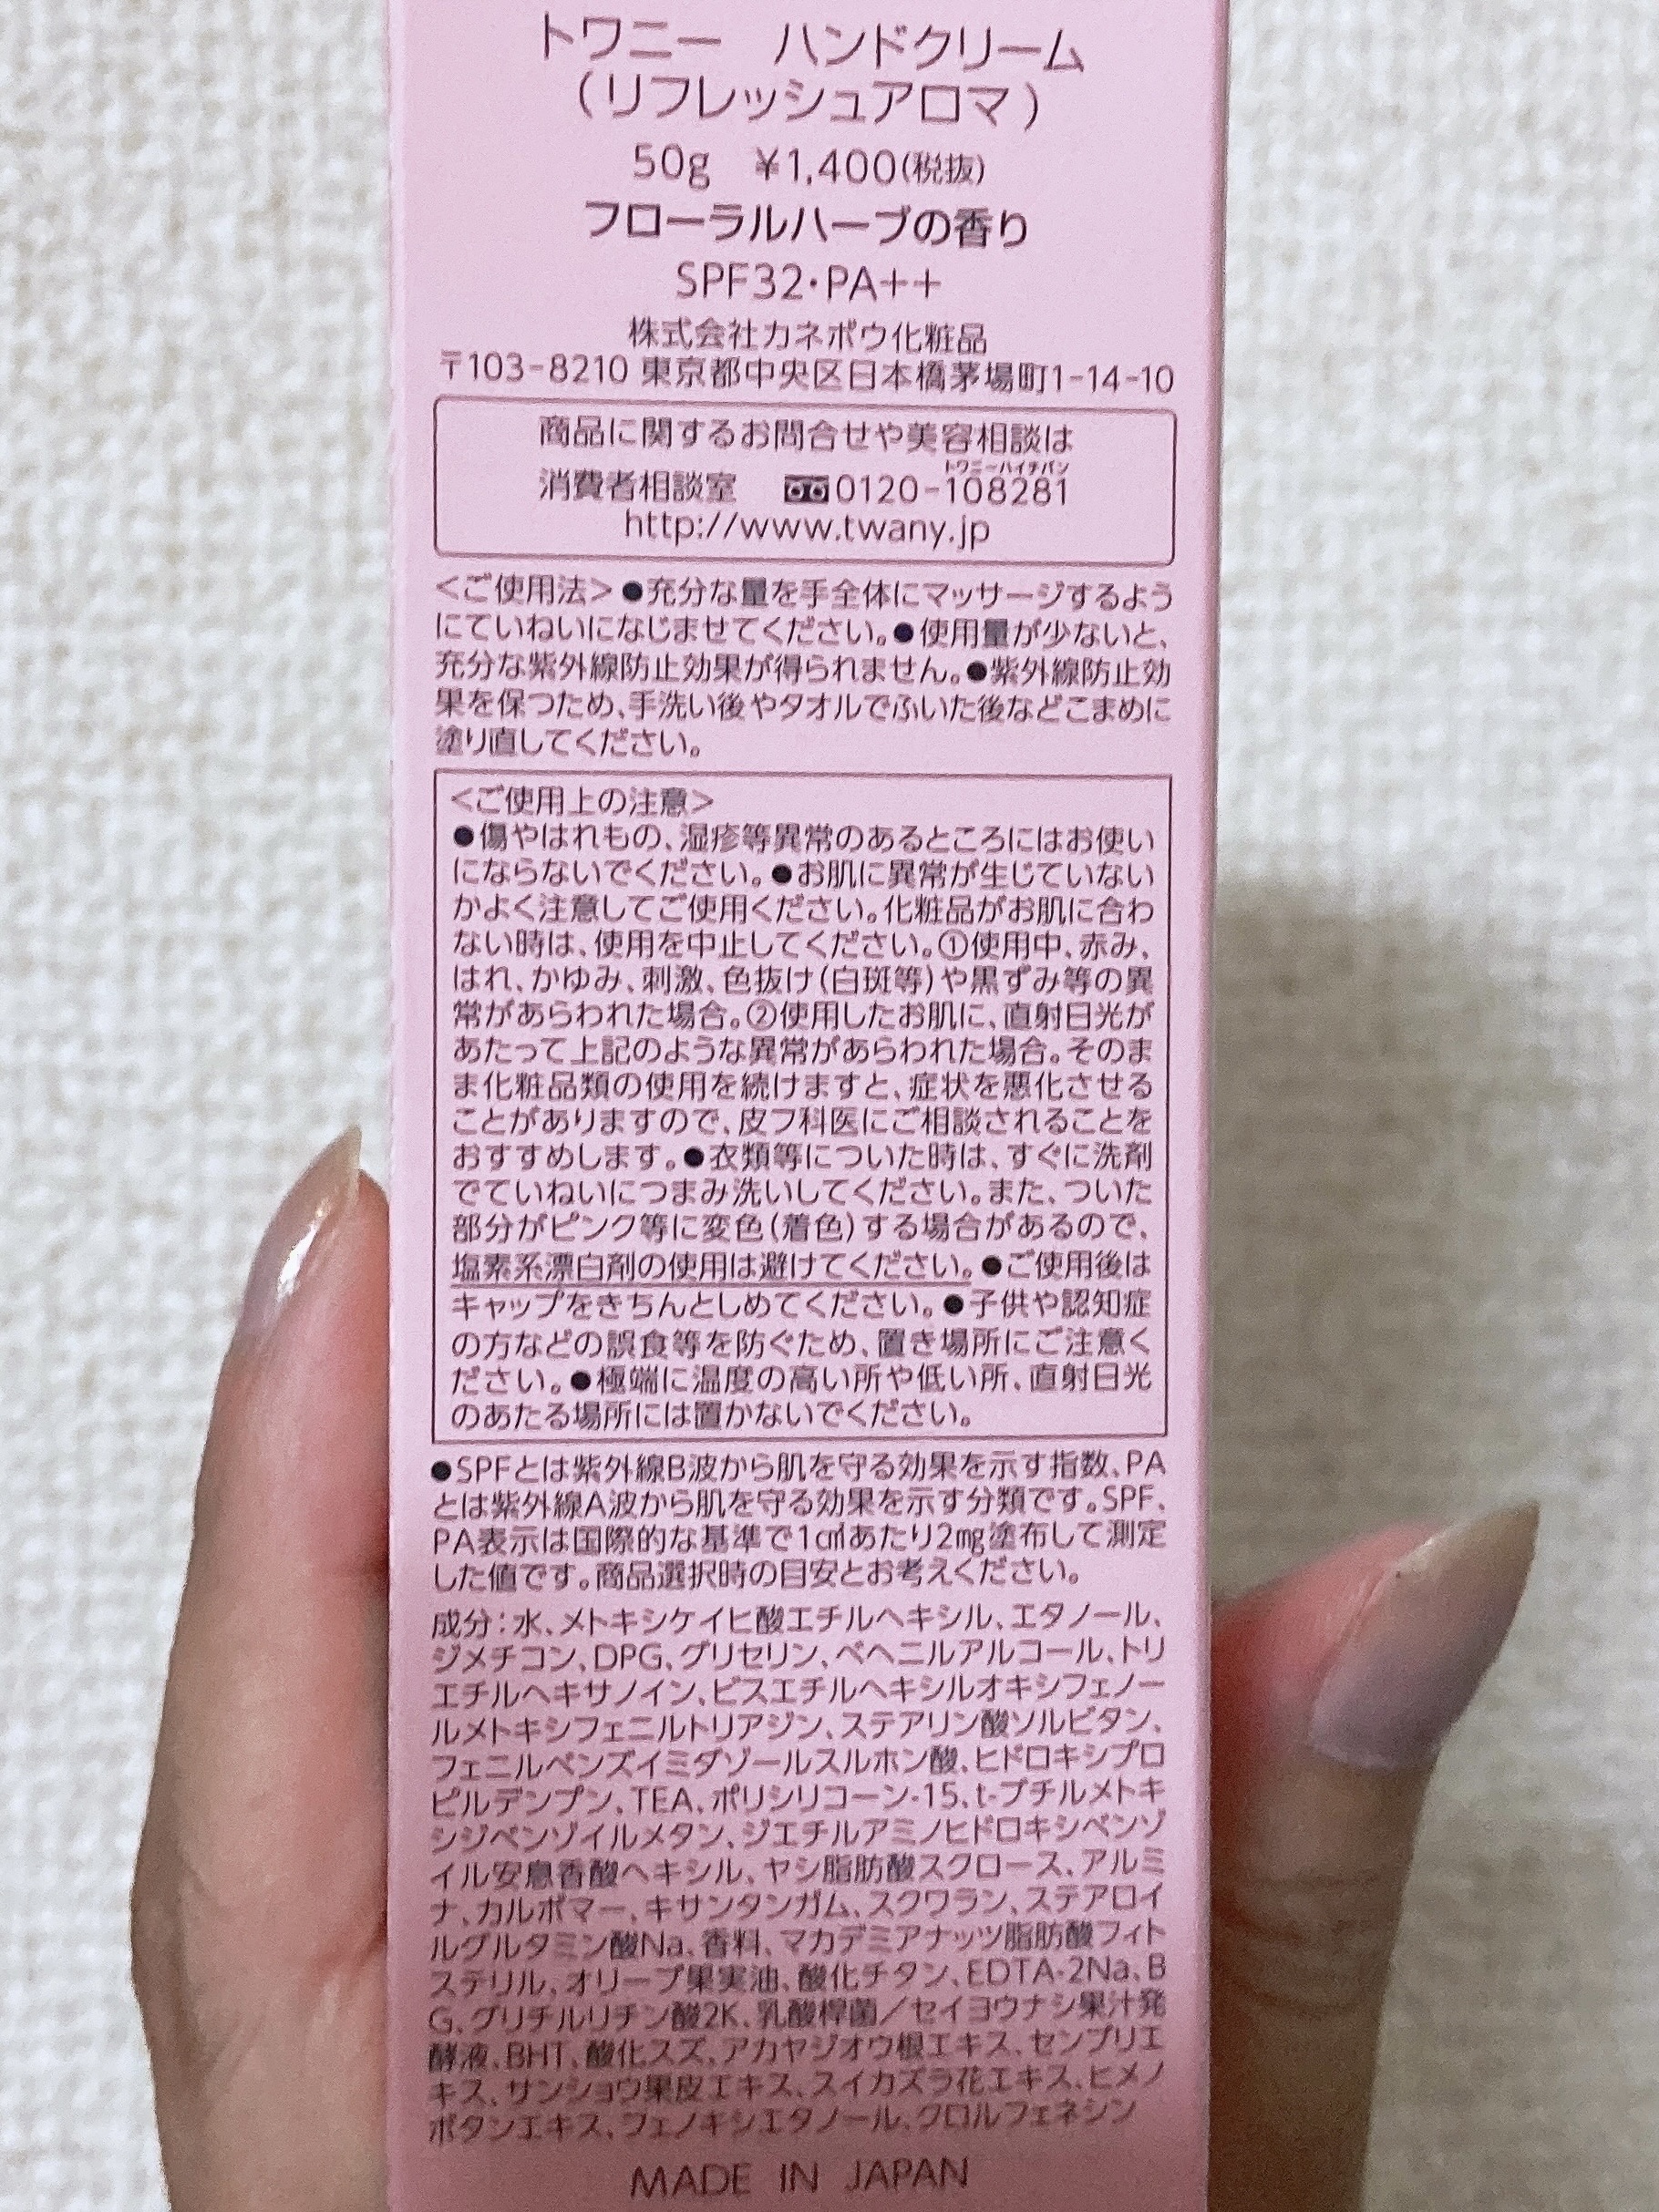 トワニー　ハンドクリーム
（リフレッシュアロマ）
50g　¥1,400(税抜)
フローラルハーブの香り
SPF32・PA++
株式会社カネボウ化粧品
〒103-8210 東京都中央区日本橋茅場町1-14-10
商品に関するお問合せや美容相談は
トワニーハイチバン
消費者相談室　0120-108281
http://www.twany.jp
＜ご使用法＞●充分な量を手全体にマッサージするよう
にていねいになじませてください。●使用量が少ないと、
充分な紫外線防止効果が得られません。●紫外線防止効
果を保つため、手洗い後やタオルでふいた後などこまめに
塗り直してください。
＜ご使用上の注意＞
●傷やはれもの、湿疹等異常のあるところにはお使い
にならないでください。●お肌に異常が生じていない
かよく注意してご使用ください。化粧品がお肌に合わ
ない時は、使用を中止してください。①使用中、赤み、
はれ、かゆみ、刺激、色抜け（白斑等）や黒ずみ等の異
常があらわれた場合。②使用したお肌に、直射日光が
あたって上記のような異常があらわれた場合。そのま
ま化粧品類の使用を続けますと、症状を悪化させる
ことがありますので、皮フ科医にご相談されることを
おすすめします。●衣類等についた時は、すぐに洗剤
でていねいにつまみ洗いしてください。また、ついた
部分がピンク等に変色（着色）する場合があるので、
塩素系漂白剤の使用は避けてください。●ご使用後は
キャップをきちんとしめてください。●子供や認知症
の方などの誤食等を防ぐため、置き場所にご注意く
ださい。●極端に温度の高い所や低い所、直射日光
のあたる場所には置かないでください。
●SPFとは紫外線B波から肌を守る効果を示す指数、PA
とは紫外線A波から肌を守る効果を示す分類です。SPF、
PA表示は国際的な基準で1c㎡あたり2mg塗布して測定
した値です。商品選択時の目安とお考えください。
成分：水、メトキシケイヒ酸エチルヘキシル、エタノール、
ジメチコン、DPG、グリセリン、ベヘニルアルコール、トリ
エチルヘキサノイン、ビスエチルヘキシルオキシフェノー
ルメトキシフェニルトリアジン、ステアリン酸ソルビタン、
フェニルベンズイミダゾールスルホン酸、ヒドロキシプロ
ピルデンプン、TEA、ポリシリコーン-15、t-ブチルメトキ
シジベンゾイルメタン、ジエチルアミノヒドロキシベンゾ
イル安息香酸ヘキシル、ヤシ脂肪酸スクロース、アルミ
ナ、カルボマー、キサンタンガム、スクワラン、ステアロイ
ルグルタミン酸Na、香料、マカデミアナッツ脂肪酸フィト
ステリル、オリーブ果実油、酸化チタン、EDTA-2Na、B
G、グリチルリチン酸2K、乳酸桿菌／セイヨウナシ果汁発
酵液、BHT、酸化スズ、アカヤジオウ根エキス、センブリエ
キス、サンショウ果皮エキス、スイカズラ花エキス、ヒメノ
ボタンエキス、フェノキシエタノール、クロルフェネシン
MADE IN JAPAN